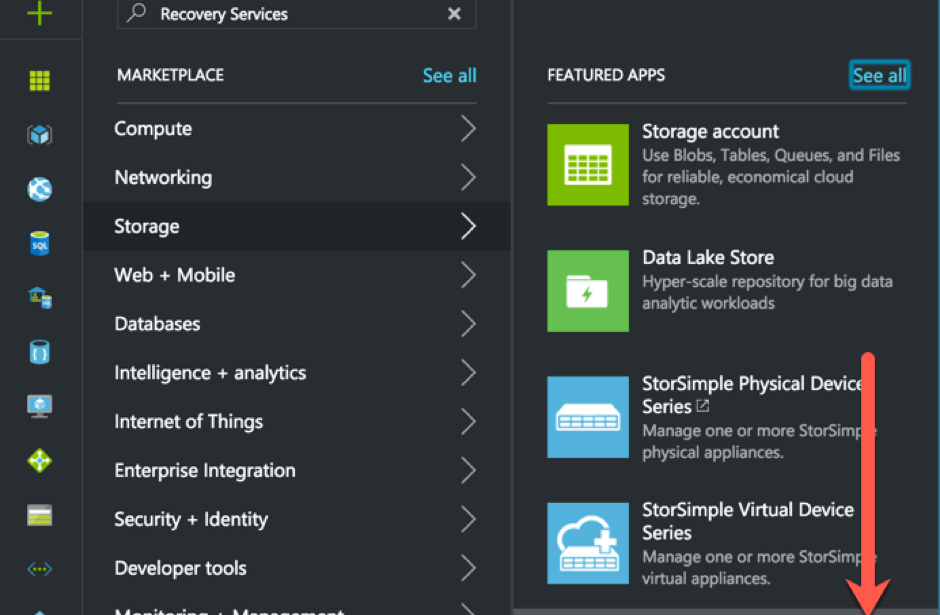 Recovery Services
MARKETPLACE
See all
Compute
Networking
Storage
Web + Mobile
Databases
Intelligence + analytics
Internet of Things
Enterprise Integration
Security + Identity
Developer tools
Monitoring + Management
FEATURED APPS
See all
Storage account
Use Blobs, Tables, Queues, and Files
for reliable, economical cloud
storage.
Data Lake Store
Hyper-scale repository for big data
analytic workloads
StorSimple Physical Device
Series
Manage one or more StorSimple
physical appliances.
StorSimple Virtual Device
Series
Manage one or more StorSimple
virtual appliances.
SQL